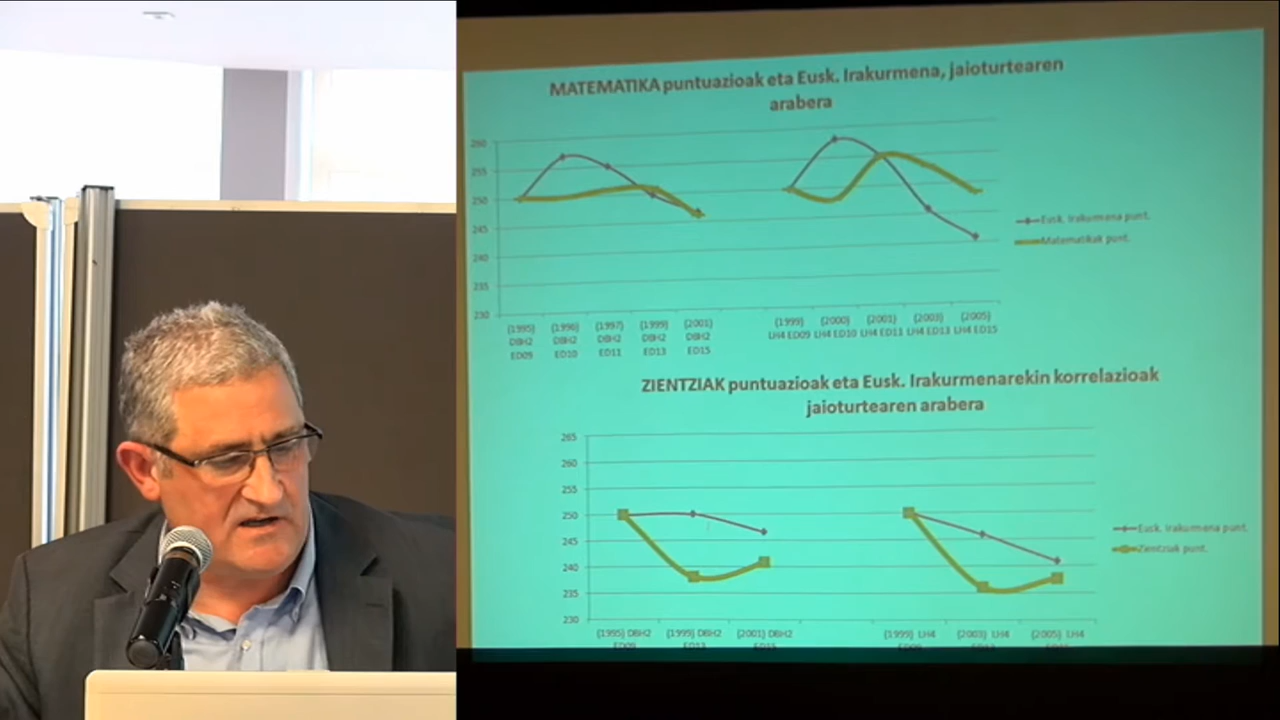 MATEMATIKA puntuazioak eta Eusk. Irakurmena, jaioturtearen
arabera
260
255
250
245
240
235
230
(1995) (1996) (1997) (1999) (2001)
DBH2 DBH2 DBH2 DBH2 DBH2
ED09 ED10 ED11 ED13 ED15
(1999) (2000) (2001) (2003) (2005)
LH4 ED09 LH4 ED10 LH4 ED11 LH4 ED13 LH4 ED15
Eusk. Irakurmena punt.
Matematikak punt.
ZIENTZIAK puntuazioak eta Eusk. Irakurmenarekin korrelazioak
jaioturtearen arabera
265
260
255
250
245
240
235
230
(1995) DBH2 (1999) DBH2 (2001) DBH2
(1999) LH4 (2003) LH4 (2005) LH4
Eusk. Irakurmena punt.
Zientziak punt.